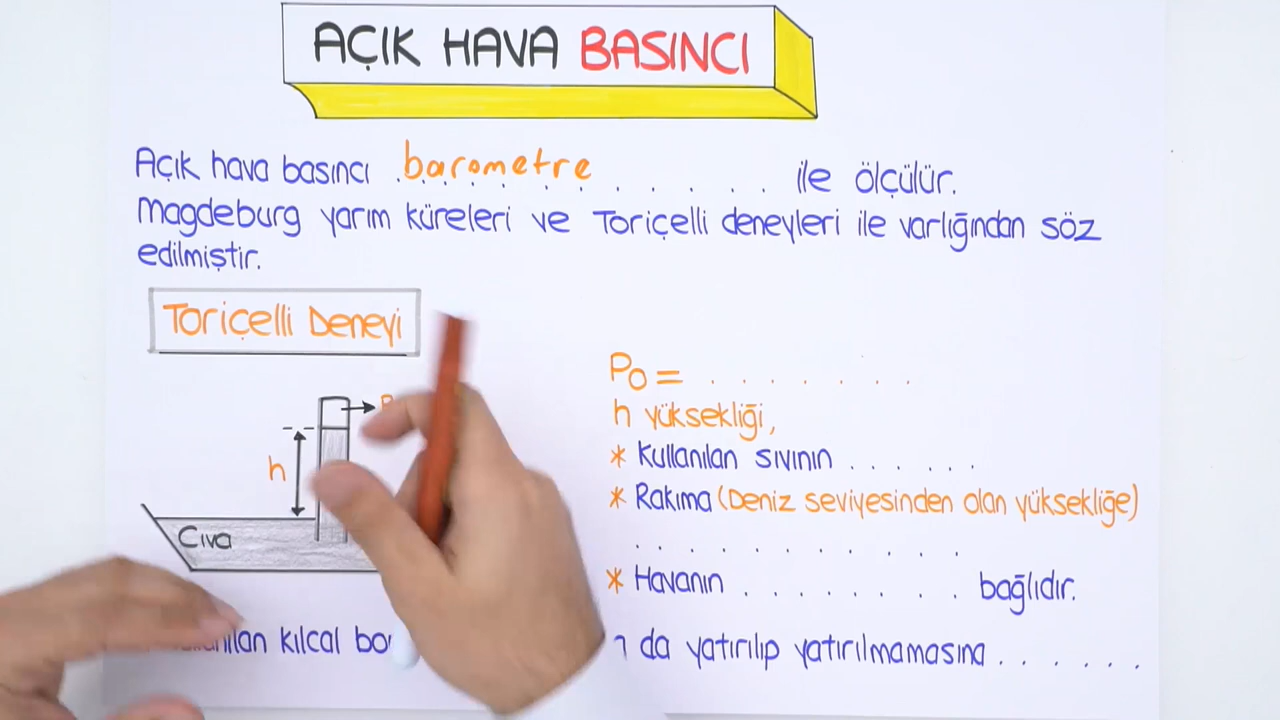 AÇIK HAVA BASINCI
Açık hava basıncı .barometre. . . . . . ile ölçülür.
Magdeburg yarım küreleri ve Toriçelli deneyleri ile varlığından söz
edilmiştir.
Toriçelli Deneyi
h
Cıva
P₀ = . . . . . . .
h yüksekliği,
* Kullanılan sıvının . . . . . .
* Rakıma (Deniz seviyesinden olan yüksekliğe)
. . . . . . . . . . . .
* Havanın . . . . . . . . bağlıdır.
kılcal da yatırılıp yatırılmamasına . . . . . .